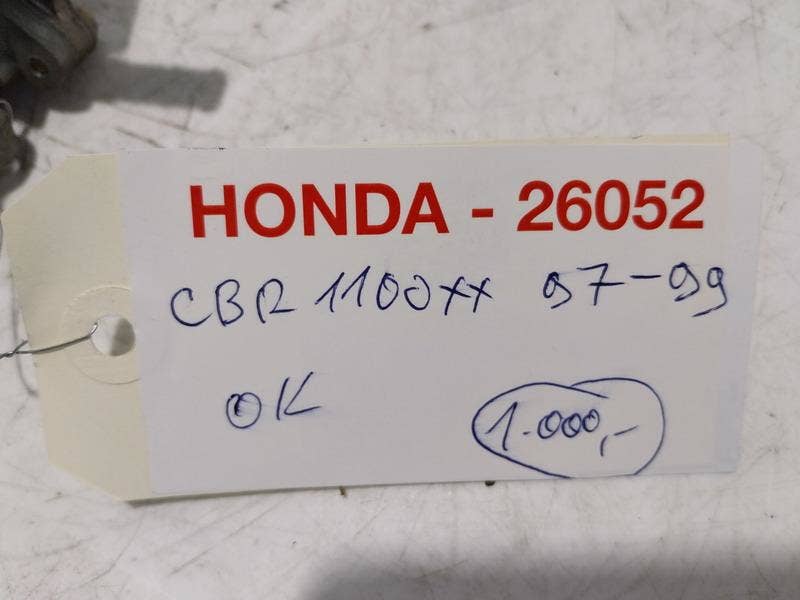 HONDA - 26052
CBR 1100XX 97-99
OK
1.000,-